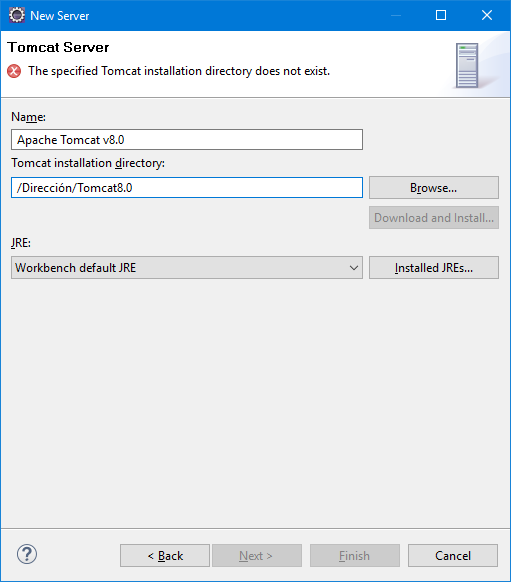 New Server
Tomcat Server
The specified Tomcat installation directory does not exist.
Name:
Apache Tomcat v8.0
Tomcat installation directory:
/Dirección/Tomcat8.0
Browse...
Download and Install...
JRE:
Workbench default JRE
Installed JREs...
?
< Back
Next >
Finish
Cancel